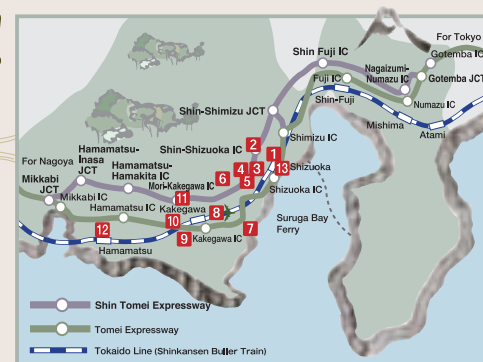 For Tokyo
Gotemba IC
Shin Fuji IC
Nagaizumi-
Numazu IC
Gotemba JCT
Fuji IC
Numazu IC
Shin-Fuji
Mishima
Atami
Shin-Shimizu JCT
Shimizu IC
Shin-Shizuoka IC
2
1
4
3
13
Shizuoka
6
5
Shizuoka IC
Hamamatsu-
Inasa
JCT
For Nagoya
Hamamatsu-
Hamakita IC
Mori-Kakegawa IC
Mikkabi
JCT
Mikkabi IC
11
Hamamatsu IC
Kakegawa
8
10
12
7
Kakegawa IC
9
Hamamatsu
Suruga Bay
Ferry
Shin Tomei Expressway
Tomei Expressway
Tokaido Line (Shinkansen Buller Train)